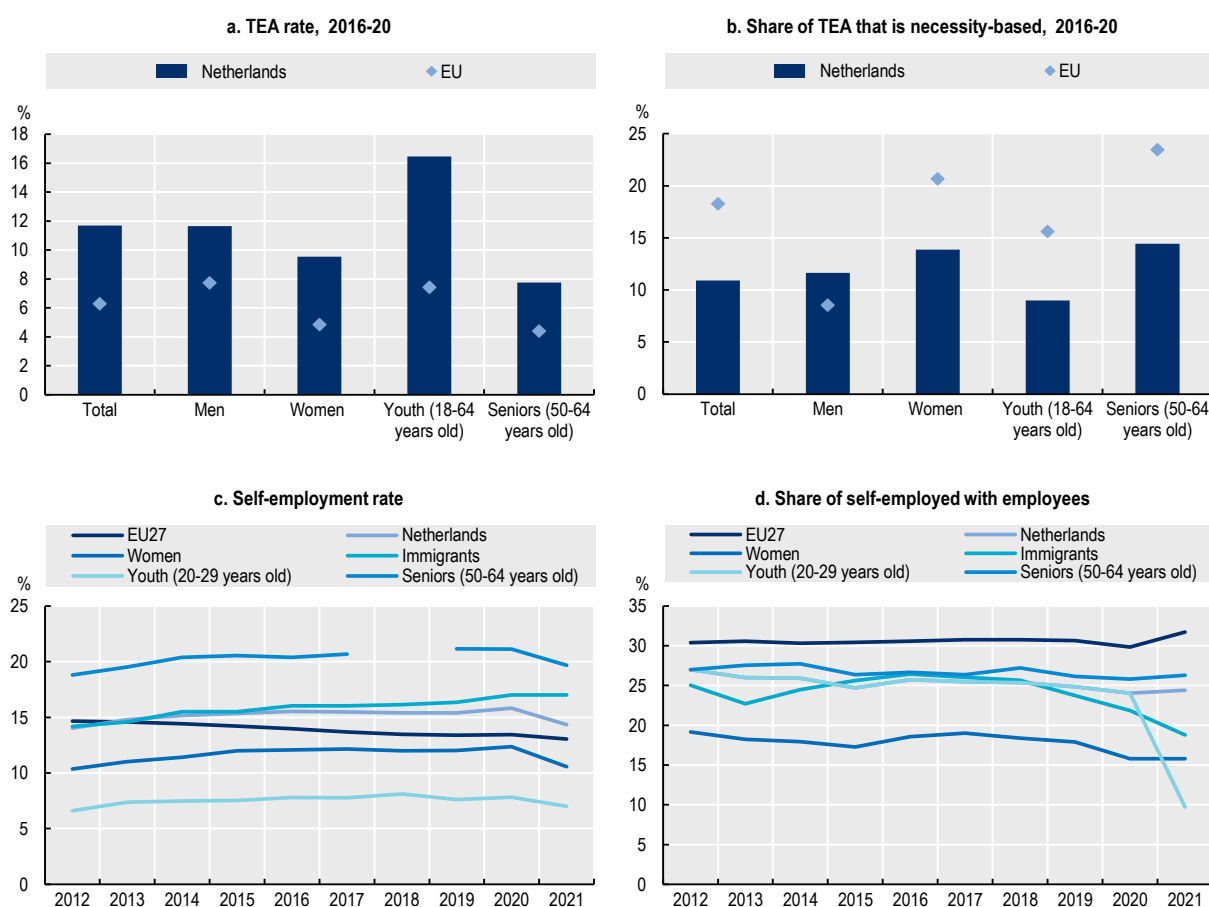 a. TEA rate, 2016-20
Netherlands
EU
%
18
16
14
12
10
8
6
4
2
0
Total
Men
Women
Youth (18-64
years old)
Seniors (50-64
years old)
b. Share of TEA that is necessity-based, 2016-20
Netherlands
EU
%
25
20
15
10
5
0
Total
Men
Women
Youth (18-64
years old)
Seniors (50-64
years old)
c. Self-employment rate
EU27
Netherlands
Women
Immigrants
Youth (20-29 years old)
Seniors (50-64 years old)
%
25
20
15
10
5
0
2012 2013 2014 2015 2016 2017 2018 2019 2020 2021
d. Share of self-employed with employees
EU27
Netherlands
Women
Immigrants
Youth (20-29 years old)
Seniors (50-64 years old)
%
35
30
25
20
15
10
5
0
2012 2013 2014 2015 2016 2017 2018 2019 2020 2021